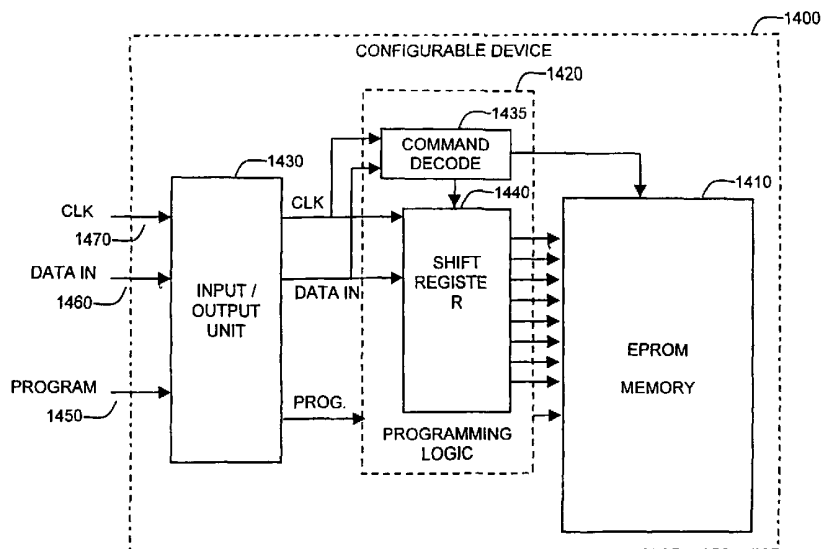 1400
CONFIGURABLE DEVICE
1420
1435
COMMAND
DECODE
1430
1440
1410
CLK
CLK
1470
DATA IN
DATA IN
1460
INPUT /
OUTPUT
UNIT
SHIFT
REGISTE
R
EPROM
MEMORY
PROGRAM
1450
PROG.
PROGRAMMING
LOGIC